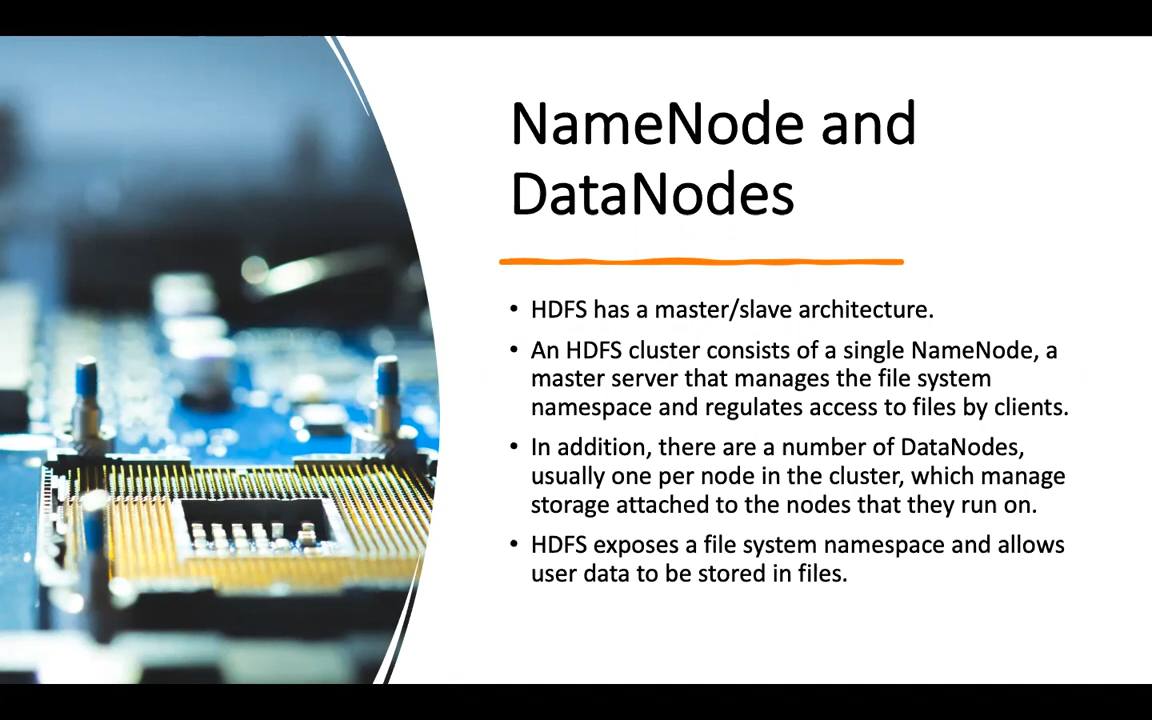 NameNode and
DataNodes
• HDFS has a master/slave architecture.
• An HDFS cluster consists of a single NameNode, a
master server that manages the file system
namespace and regulates access to files by clients.
• In addition, there are a number of DataNodes,
usually one per node in the cluster, which manage
storage attached to the nodes that they run on.
• HDFS exposes a file system namespace and allows
user data to be stored in files.